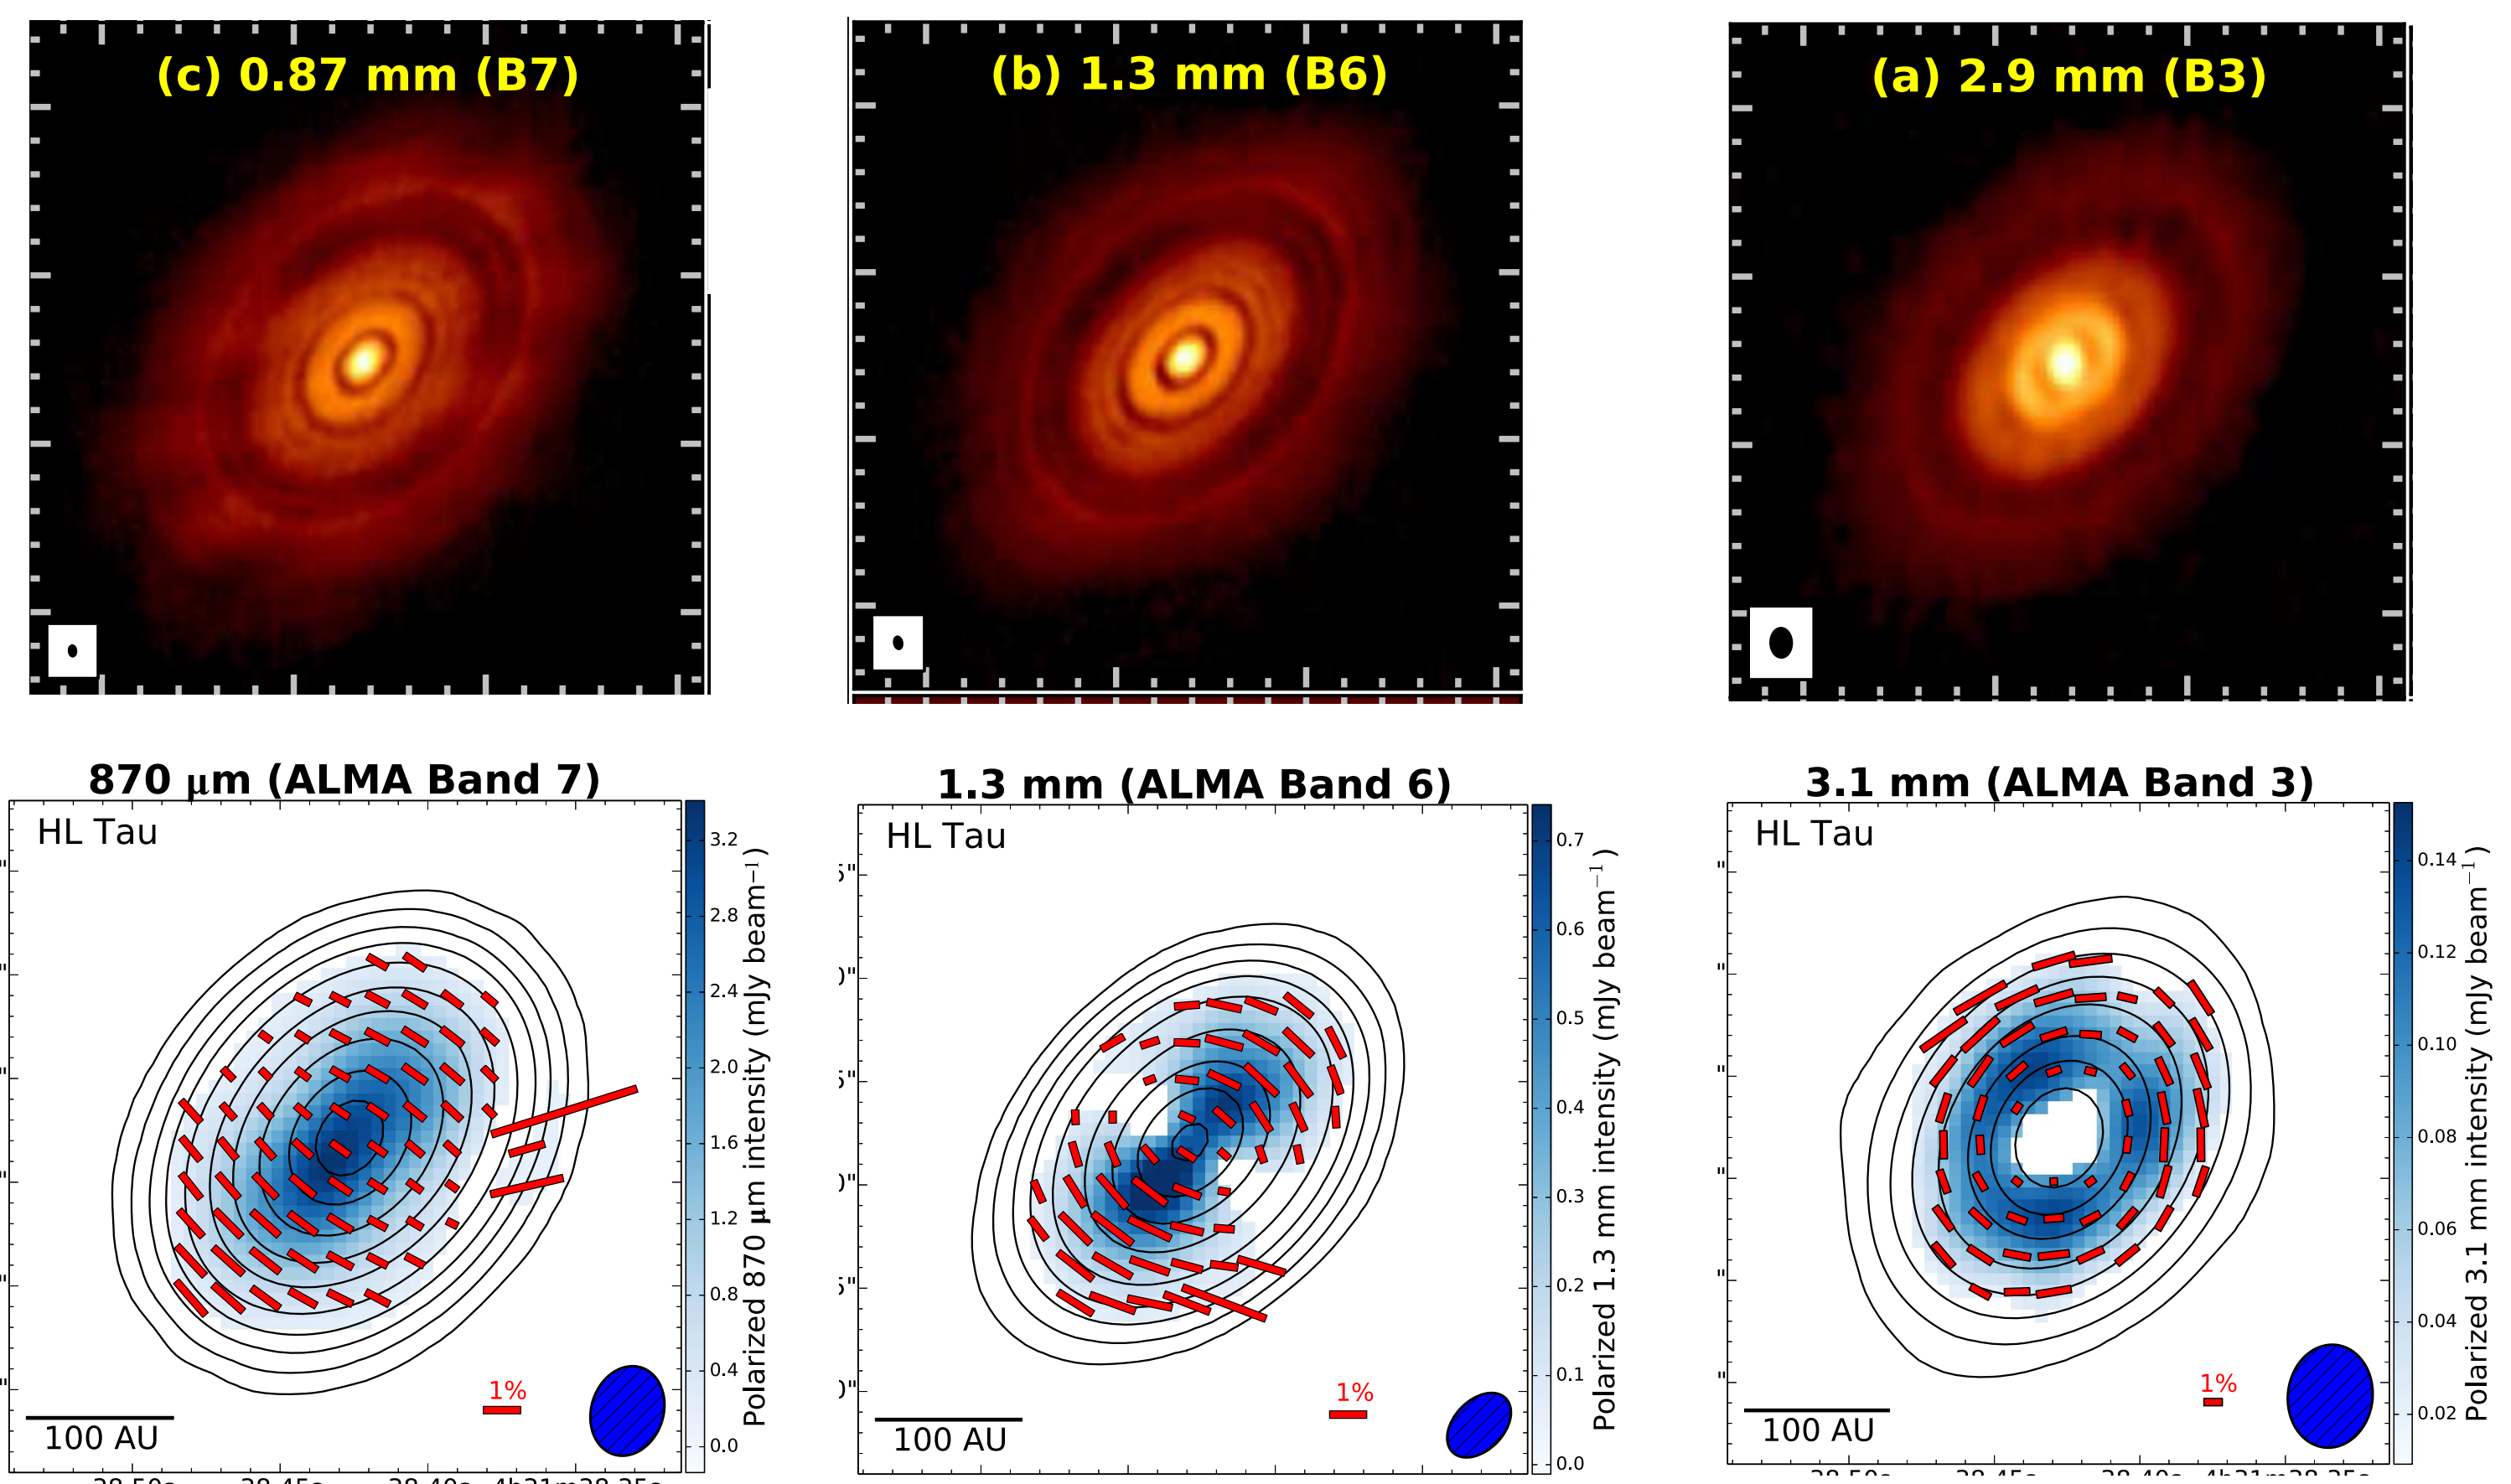 (c) 0.87 mm (B7)
(b) 1.3 mm (B6)
(a) 2.9 mm (B3)
870 μm (ALMA Band 7)
HL Tau
1%
100 AU
3.2
2.8
2.4
2.0
1.6
1.2
0.8
0.4
0.0
Polarized 870 μm intensity (mJy beam⁻¹)
1.3 mm (ALMA Band 6)
HL Tau
1%
100 AU
0.7
0.6
0.5
0.4
0.3
0.2
0.1
0.0
Polarized 1.3 mm intensity (mJy beam⁻¹)
3.1 mm (ALMA Band 3)
HL Tau
1%
100 AU
0.14
0.12
0.10
0.08
0.06
0.04
0.02
Polarized 3.1 mm intensity (mJy beam⁻¹)